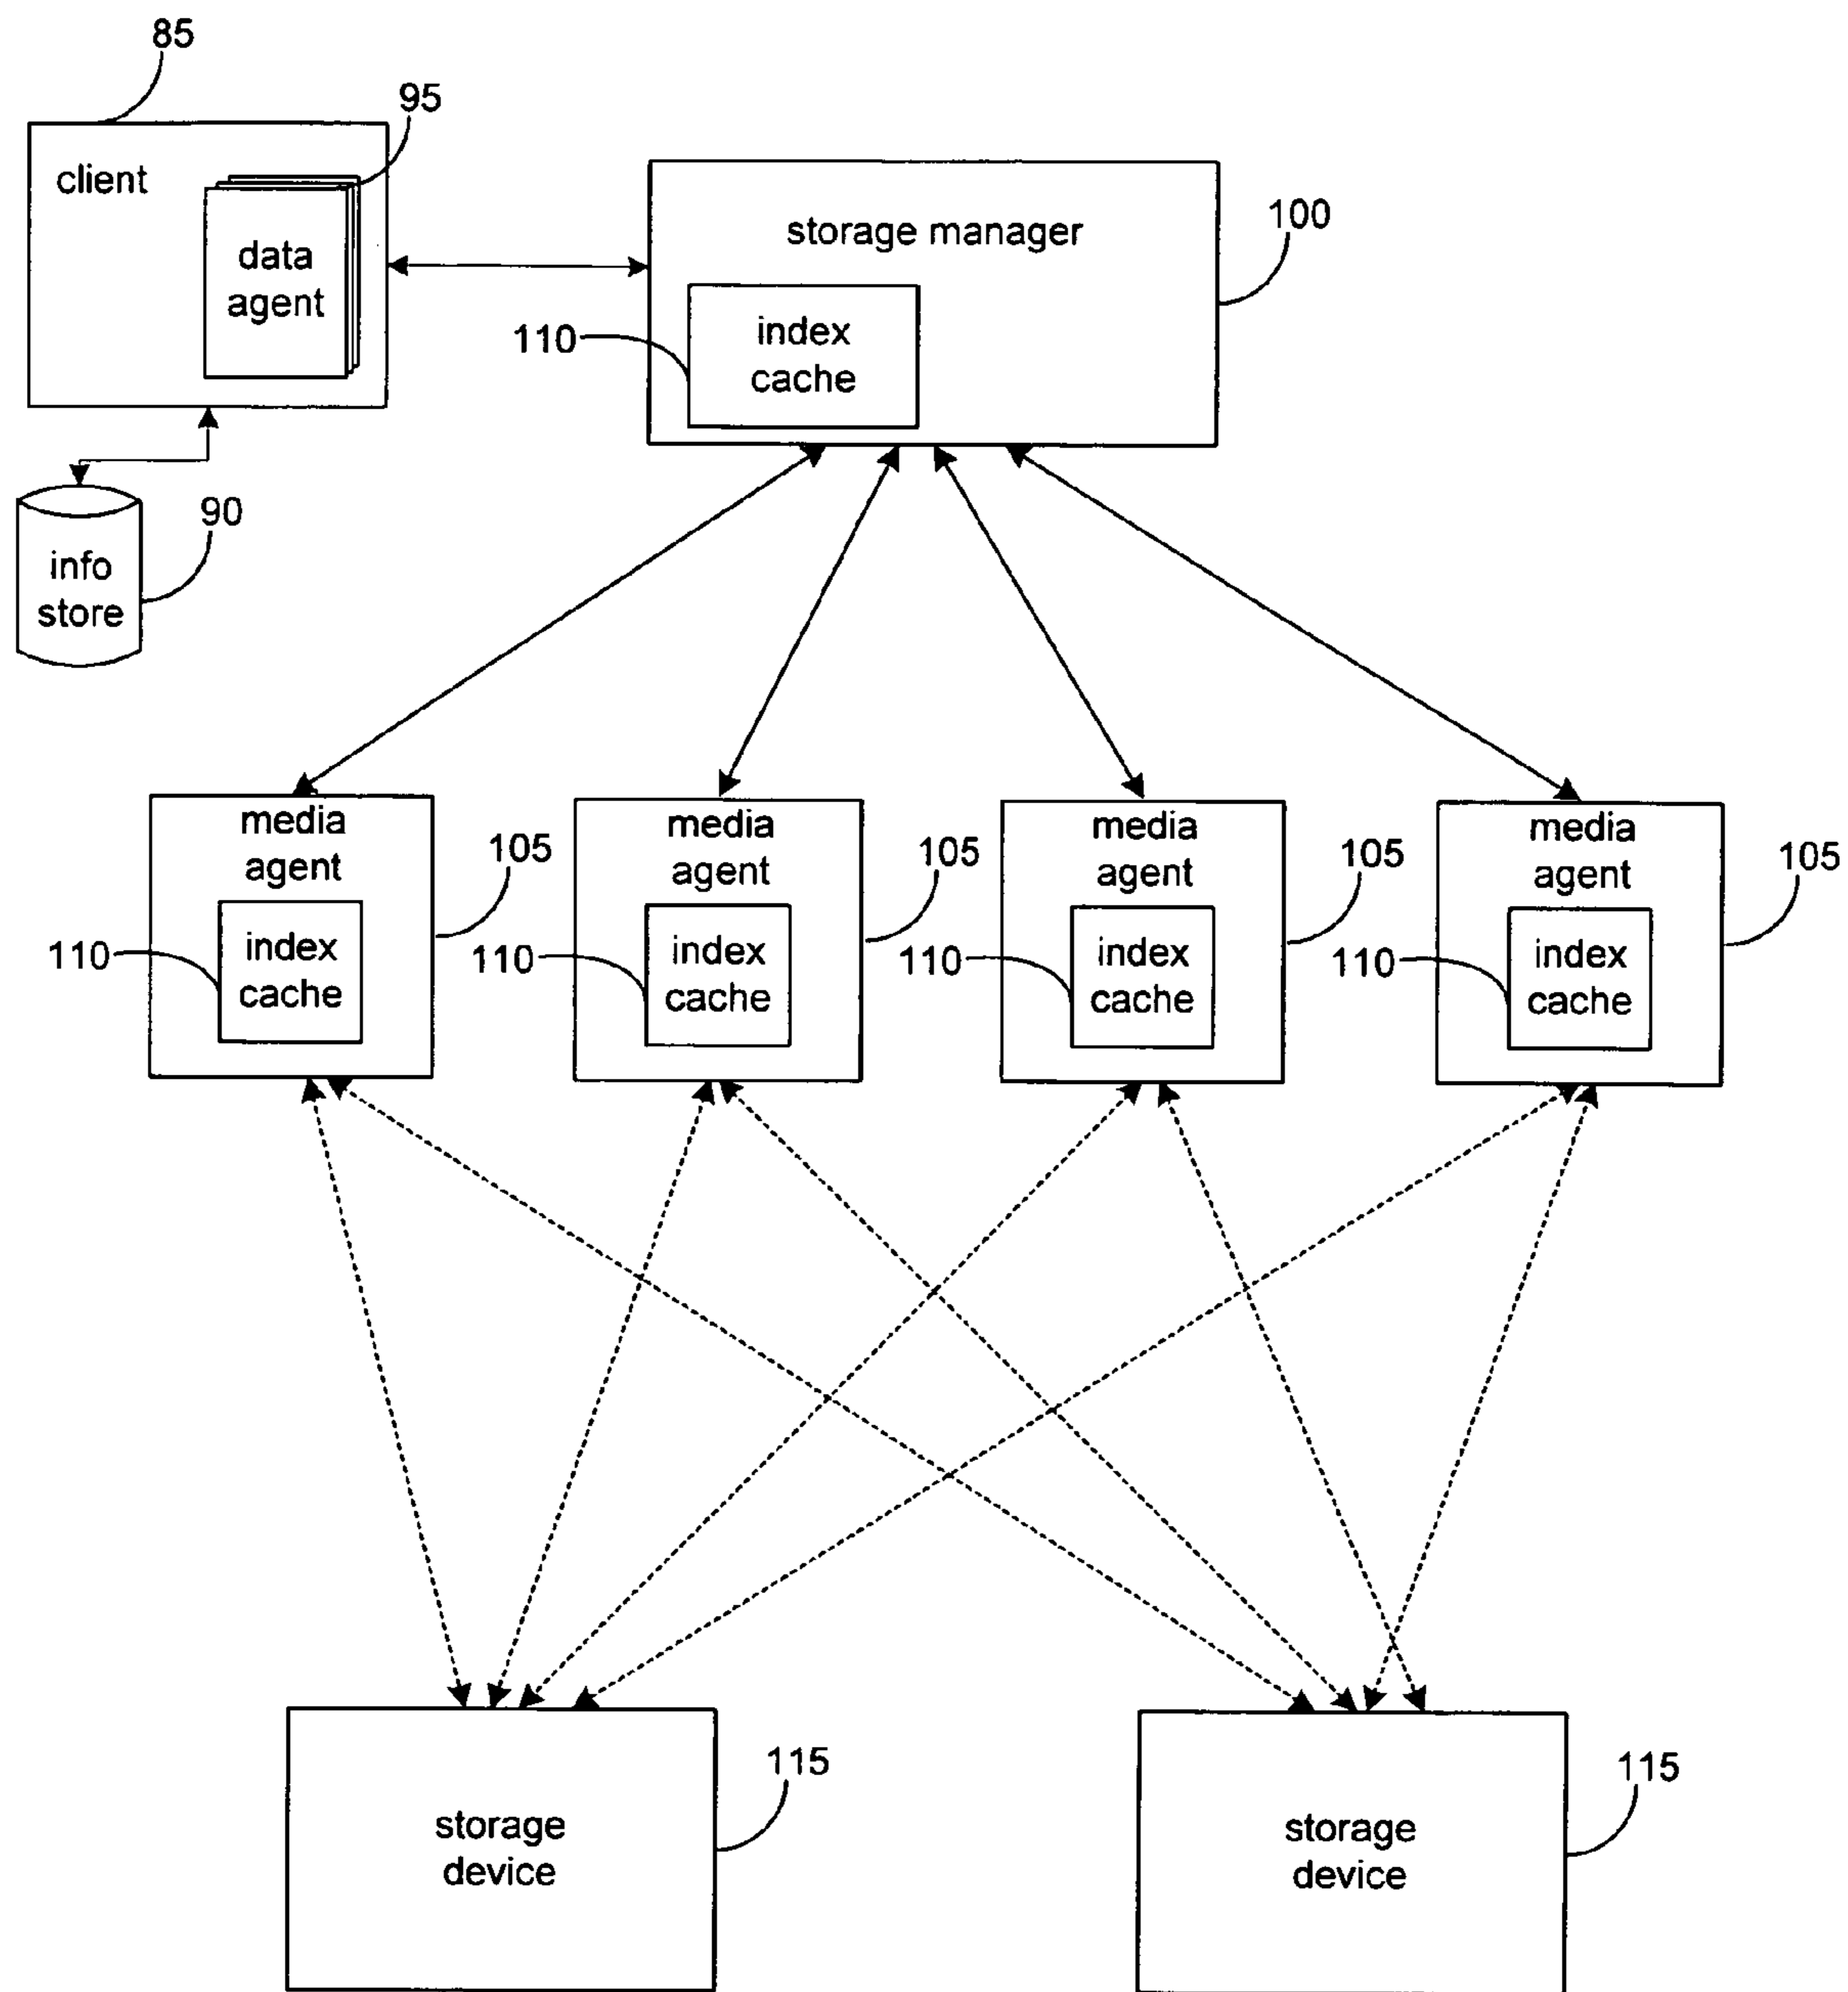 85
95
client
data
agent
storage manager
100
110
index
cache
90
info
store
media
agent
105
110
index
cache
media
agent
105
110
index
cache
media
agent
105
110
index
cache
media
agent
105
110
index
cache
storage
device
115
storage
device
115